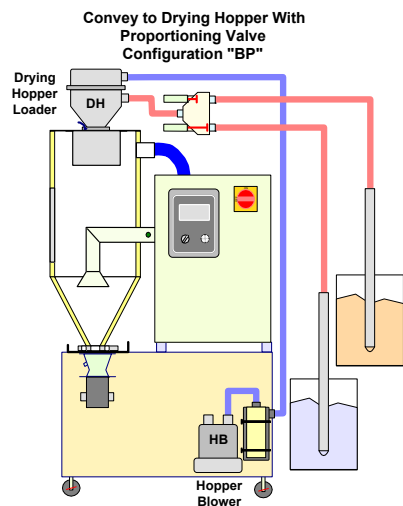 Convey to Drying Hopper With
Proportioning Valve
Configuration "BP"
Drying
Hopper
Loader
DH
HB
Hopper
Blower